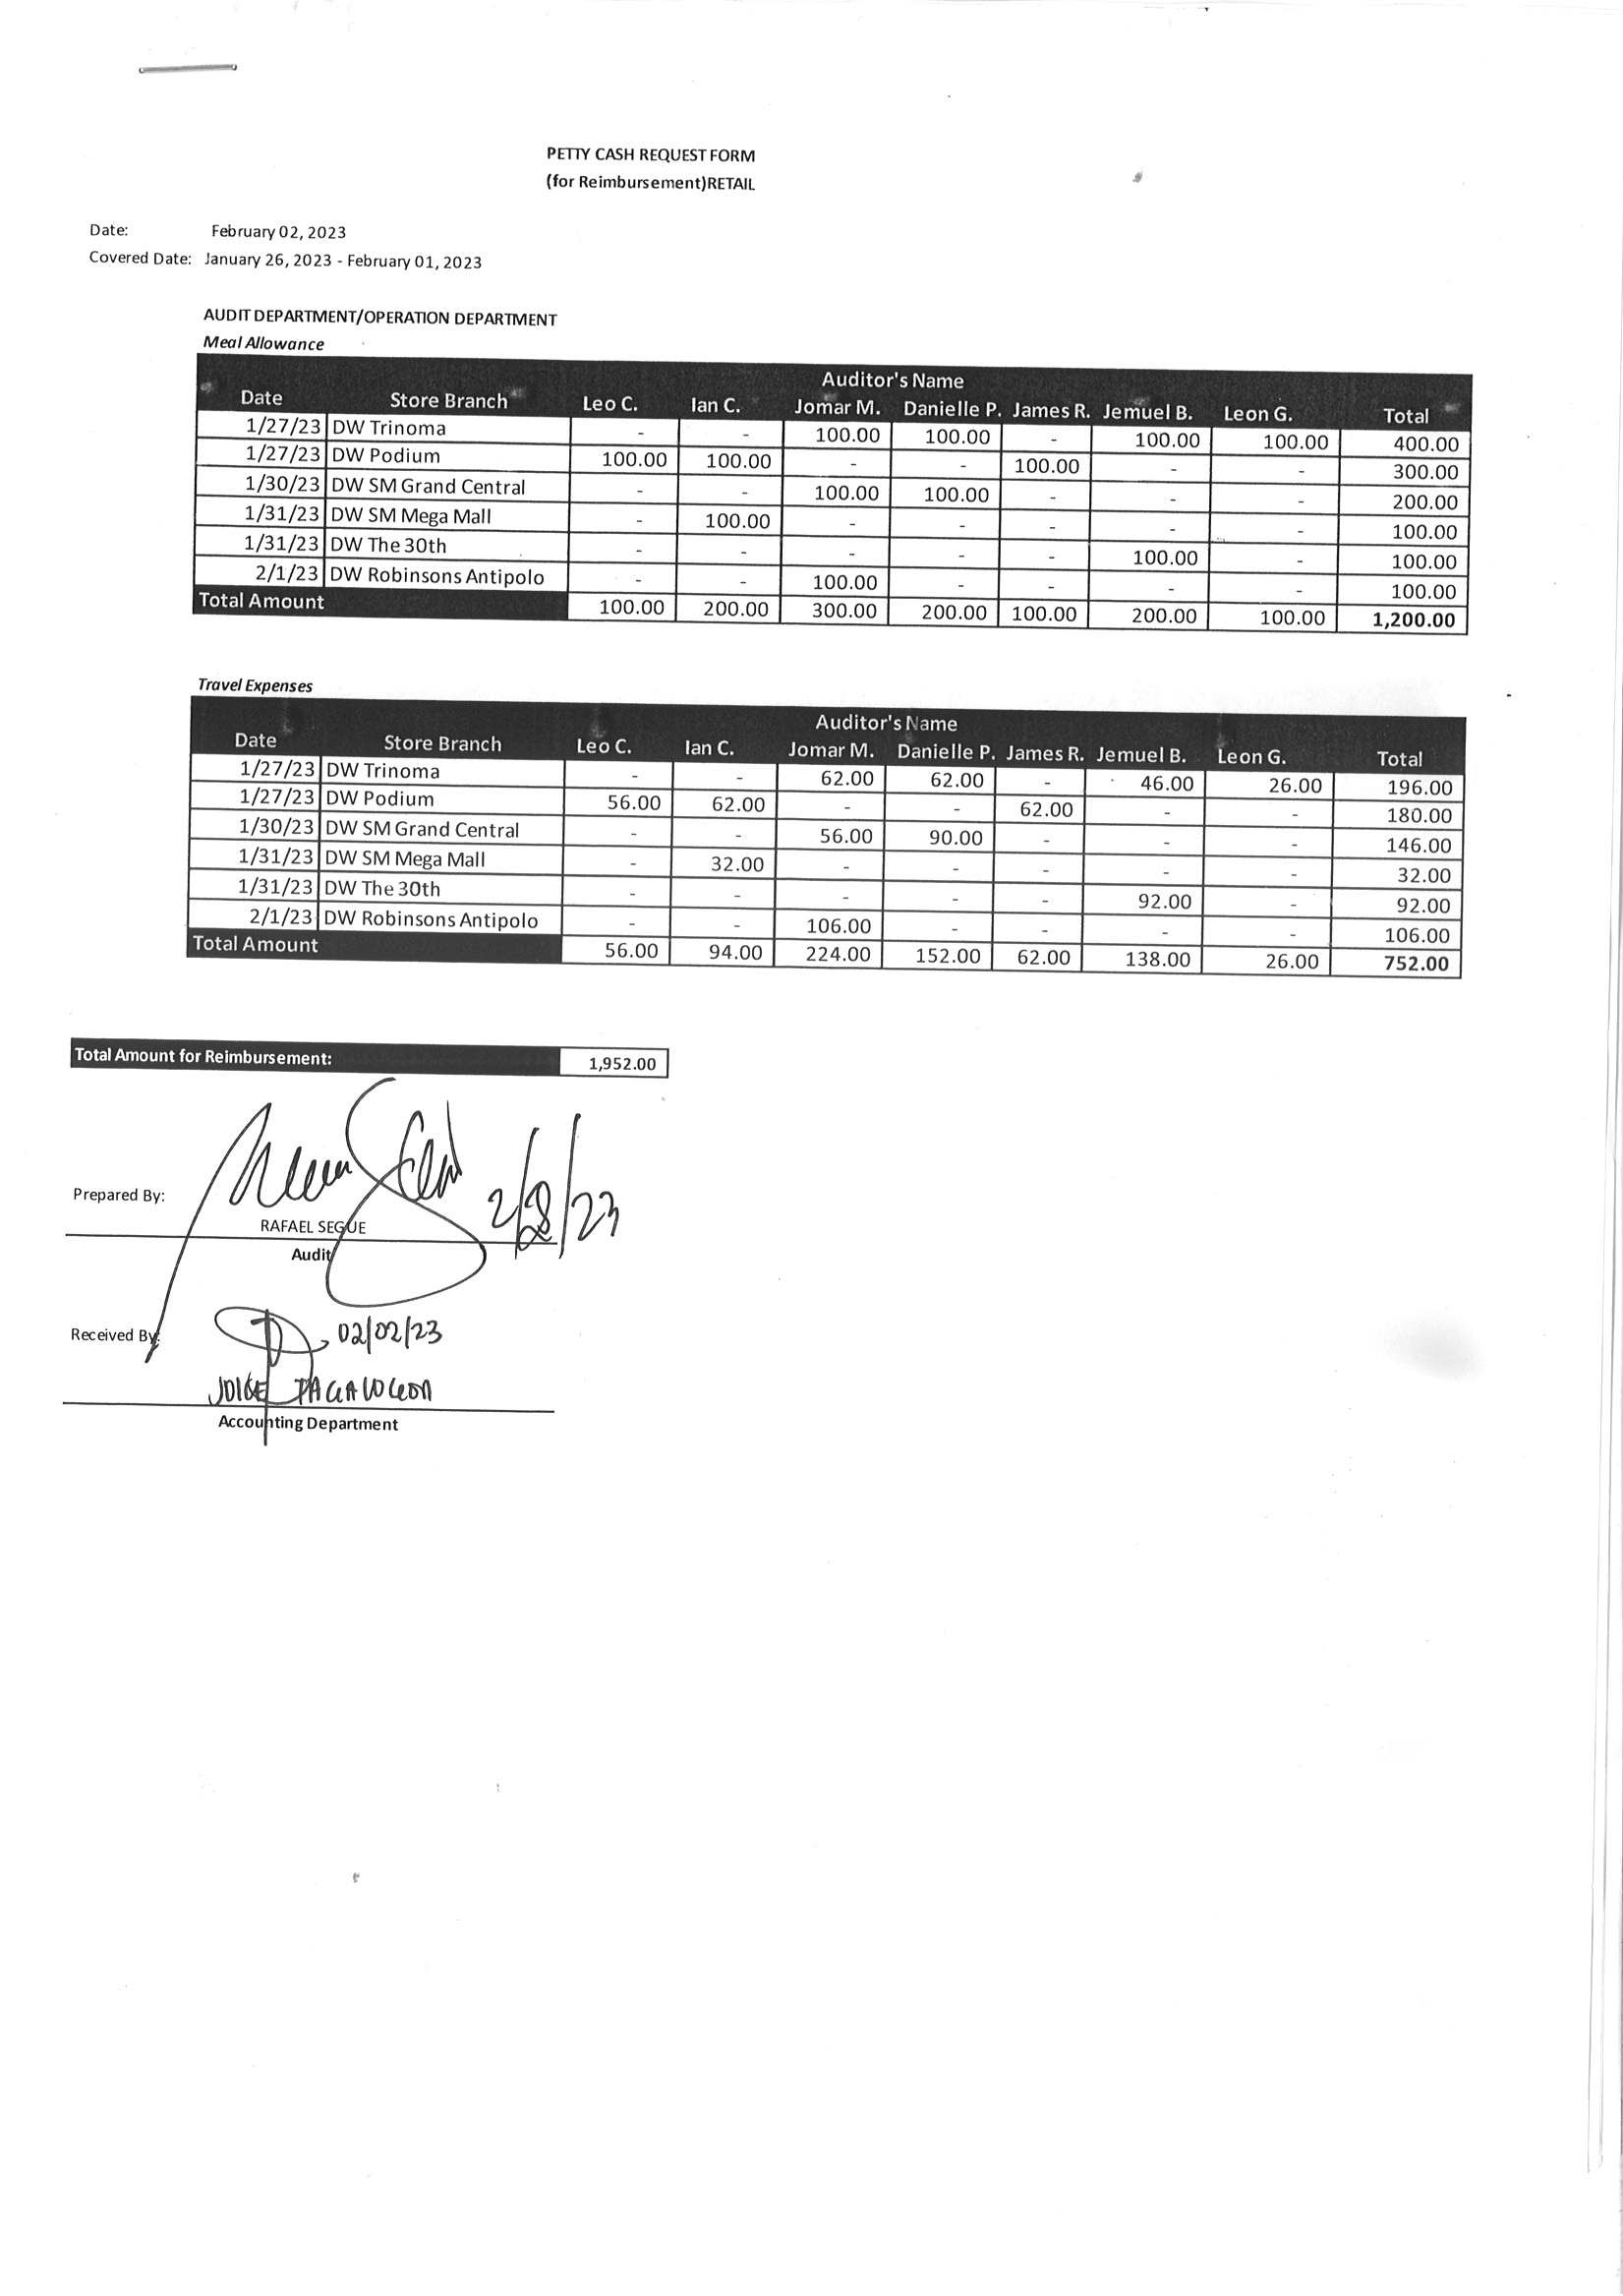 PETTY CASH REQUEST FORM
(for Reimbursement)RETAIL
Date: February 02, 2023
Covered Date: January 26, 2023 - February 01, 2023
AUDIT DEPARTMENT/OPERATION DEPARTMENT
Meal Allowance
Auditor's Name
Date Store Branch Leo C. Ian C. Jomar M. Danielle P. James R. Jemuel B. Leon G. Total
1/27/23 DW Trinoma - - 100.00 100.00 - 100.00 100.00 400.00
1/27/23 DW Podium 100.00 100.00 - - 100.00 - - 300.00
1/30/23 DW SM Grand Central - - 100.00 100.00 - - - 200.00
1/31/23 DW SM Mega Mall - 100.00 - - - - - 100.00
1/31/23 DW The 30th - - - - - 100.00 - 100.00
2/1/23 DW Robinsons Antipolo - - 100.00 - - - - 100.00
Total Amount 100.00 200.00 300.00 200.00 100.00 200.00 100.00 1,200.00
Travel Expenses
Auditor's Name
Date Store Branch Leo C. Ian C. Jomar M. Danielle P. James R. Jemuel B. Leon G. Total
1/27/23 DW Trinoma - - 62.00 62.00 - 46.00 26.00 196.00
1/27/23 DW Podium 56.00 62.00 - - 62.00 - - 180.00
1/30/23 DW SM Grand Central - - 56.00 90.00 - - - 146.00
1/31/23 DW SM Mega Mall - 32.00 - - - - - 32.00
1/31/23 DW The 30th - - - - - 92.00 - 92.00
2/1/23 DW Robinsons Antipolo - - 106.00 - - - - 106.00
Total Amount 56.00 94.00 224.00 152.00 62.00 138.00 26.00 752.00
Total Amount for Reimbursement: 1,952.00
Prepared By:
RAFAEL SEGUE
Audit
Received By: 02/02/23
Accounting Department